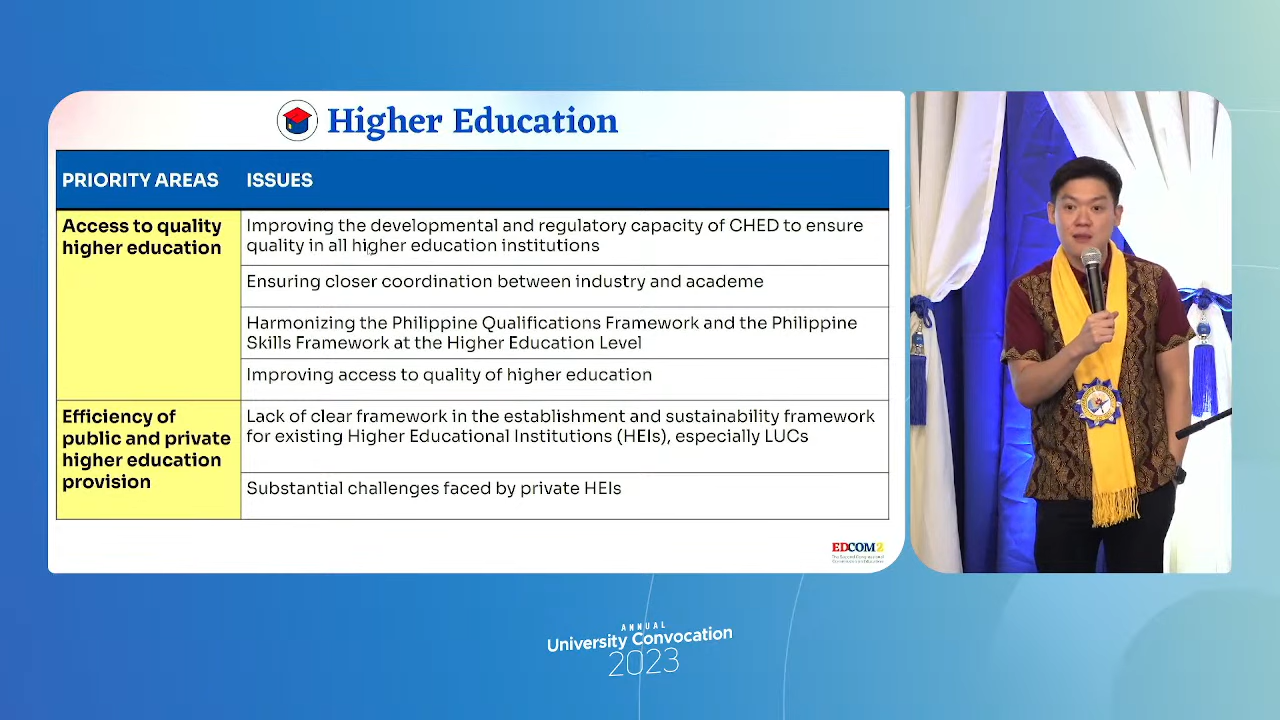 Higher Education
PRIORITY AREAS
ISSUES
Access to quality
higher education
Improving the developmental and regulatory capacity of CHED to ensure
quality in all higher education institutions
Ensuring closer coordination between industry and academe
Harmonizing the Philippine Qualifications Framework and the Philippine
Skills Framework at the Higher Education Level
Improving access to quality of higher education
Efficiency of
public and private
higher education
provision
Lack of clear framework in the establishment and sustainability framework
for existing Higher Educational Institutions (HEIs), especially LUCs
Substantial challenges faced by private HEIs
EDCOM2
ANNUAL
University Convocation
2023